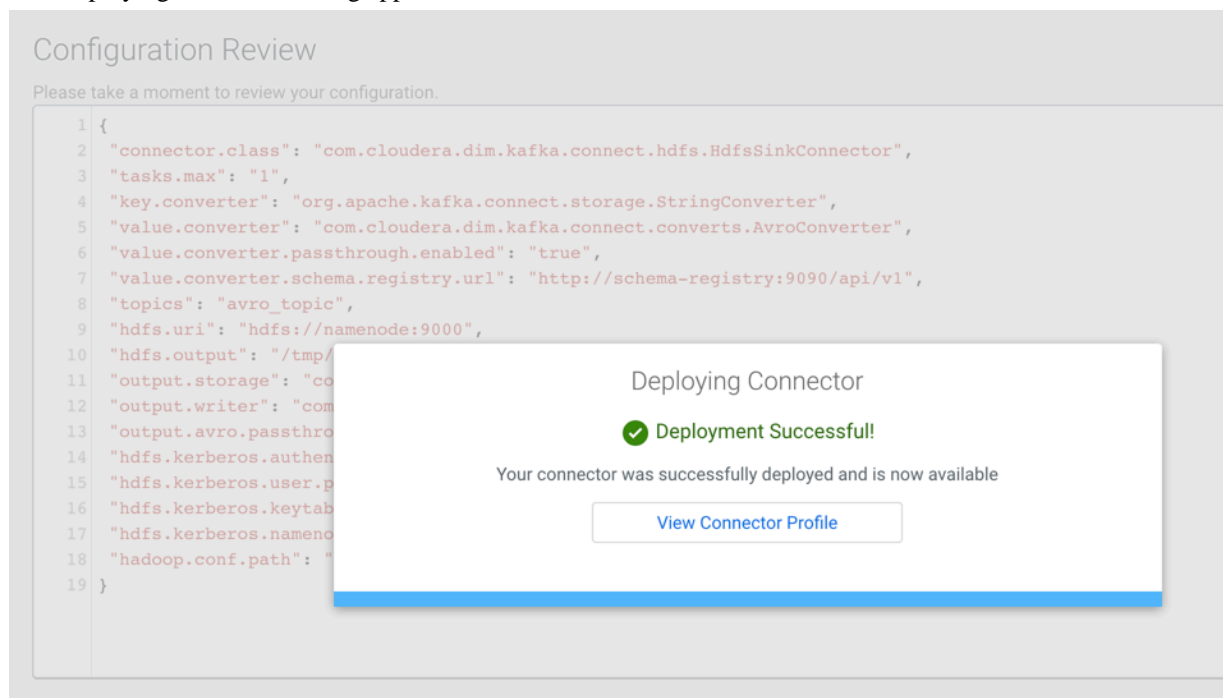 Configuration Review
Please take a moment to review your configuration.
1 {
2 "connector.class": "com.cloudera.dim.kafka.connect.hdfs.HdfsSinkConnector",
3 "tasks.max": "1",
4 "key.converter": "org.apache.kafka.connect.storage.StringConverter",
5 "value.converter": "com.cloudera.dim.kafka.connect.converts.AvroConverter",
6 "value.converter.passthrough.enabled": "true",
7 "value.converter.schema.registry.url": "http://schema-registry:9090/api/v1",
8 "topics": "avro_topic",
9 "hdfs.uri": "hdfs://namenode:9000",
10 "hdfs.output": "/tmp/
11 "output.storage": "co
12 "output.writer": "com
13 "output.avro.passthro
14 "hdfs.kerberos.authen
15 "hdfs.kerberos.user.p
16 "hdfs.kerberos.keytab
17 "hdfs.kerberos.nameno
18 "hadoop.conf.path": "
19 }
Deploying Connector
Deployment Successful!
Your connector was successfully deployed and is now available
View Connector Profile